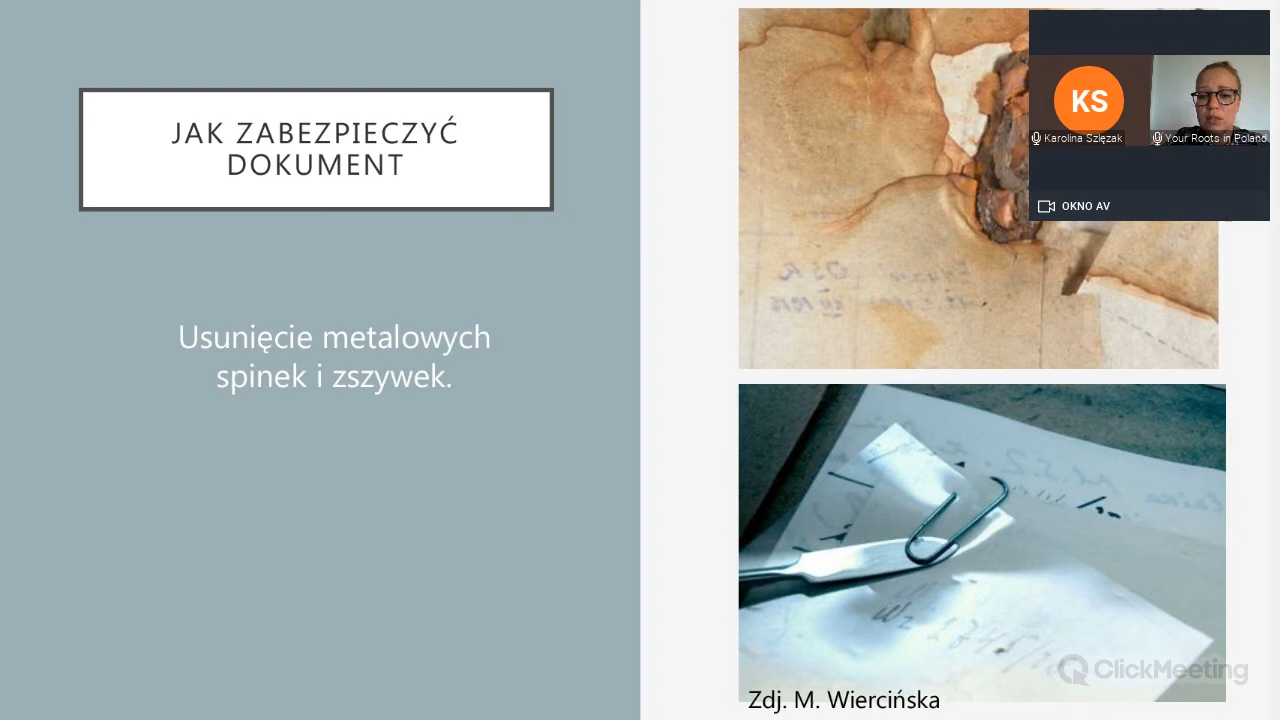 JAK ZABEZPIECZYĆ
DOKUMENT
Usunięcie metalowych
spinek i zszywek.
KS
Karolina Szlęzak
Your Roots in Poland
OKNO AV
ClickMeeting
Zdj. M. Wiercińska